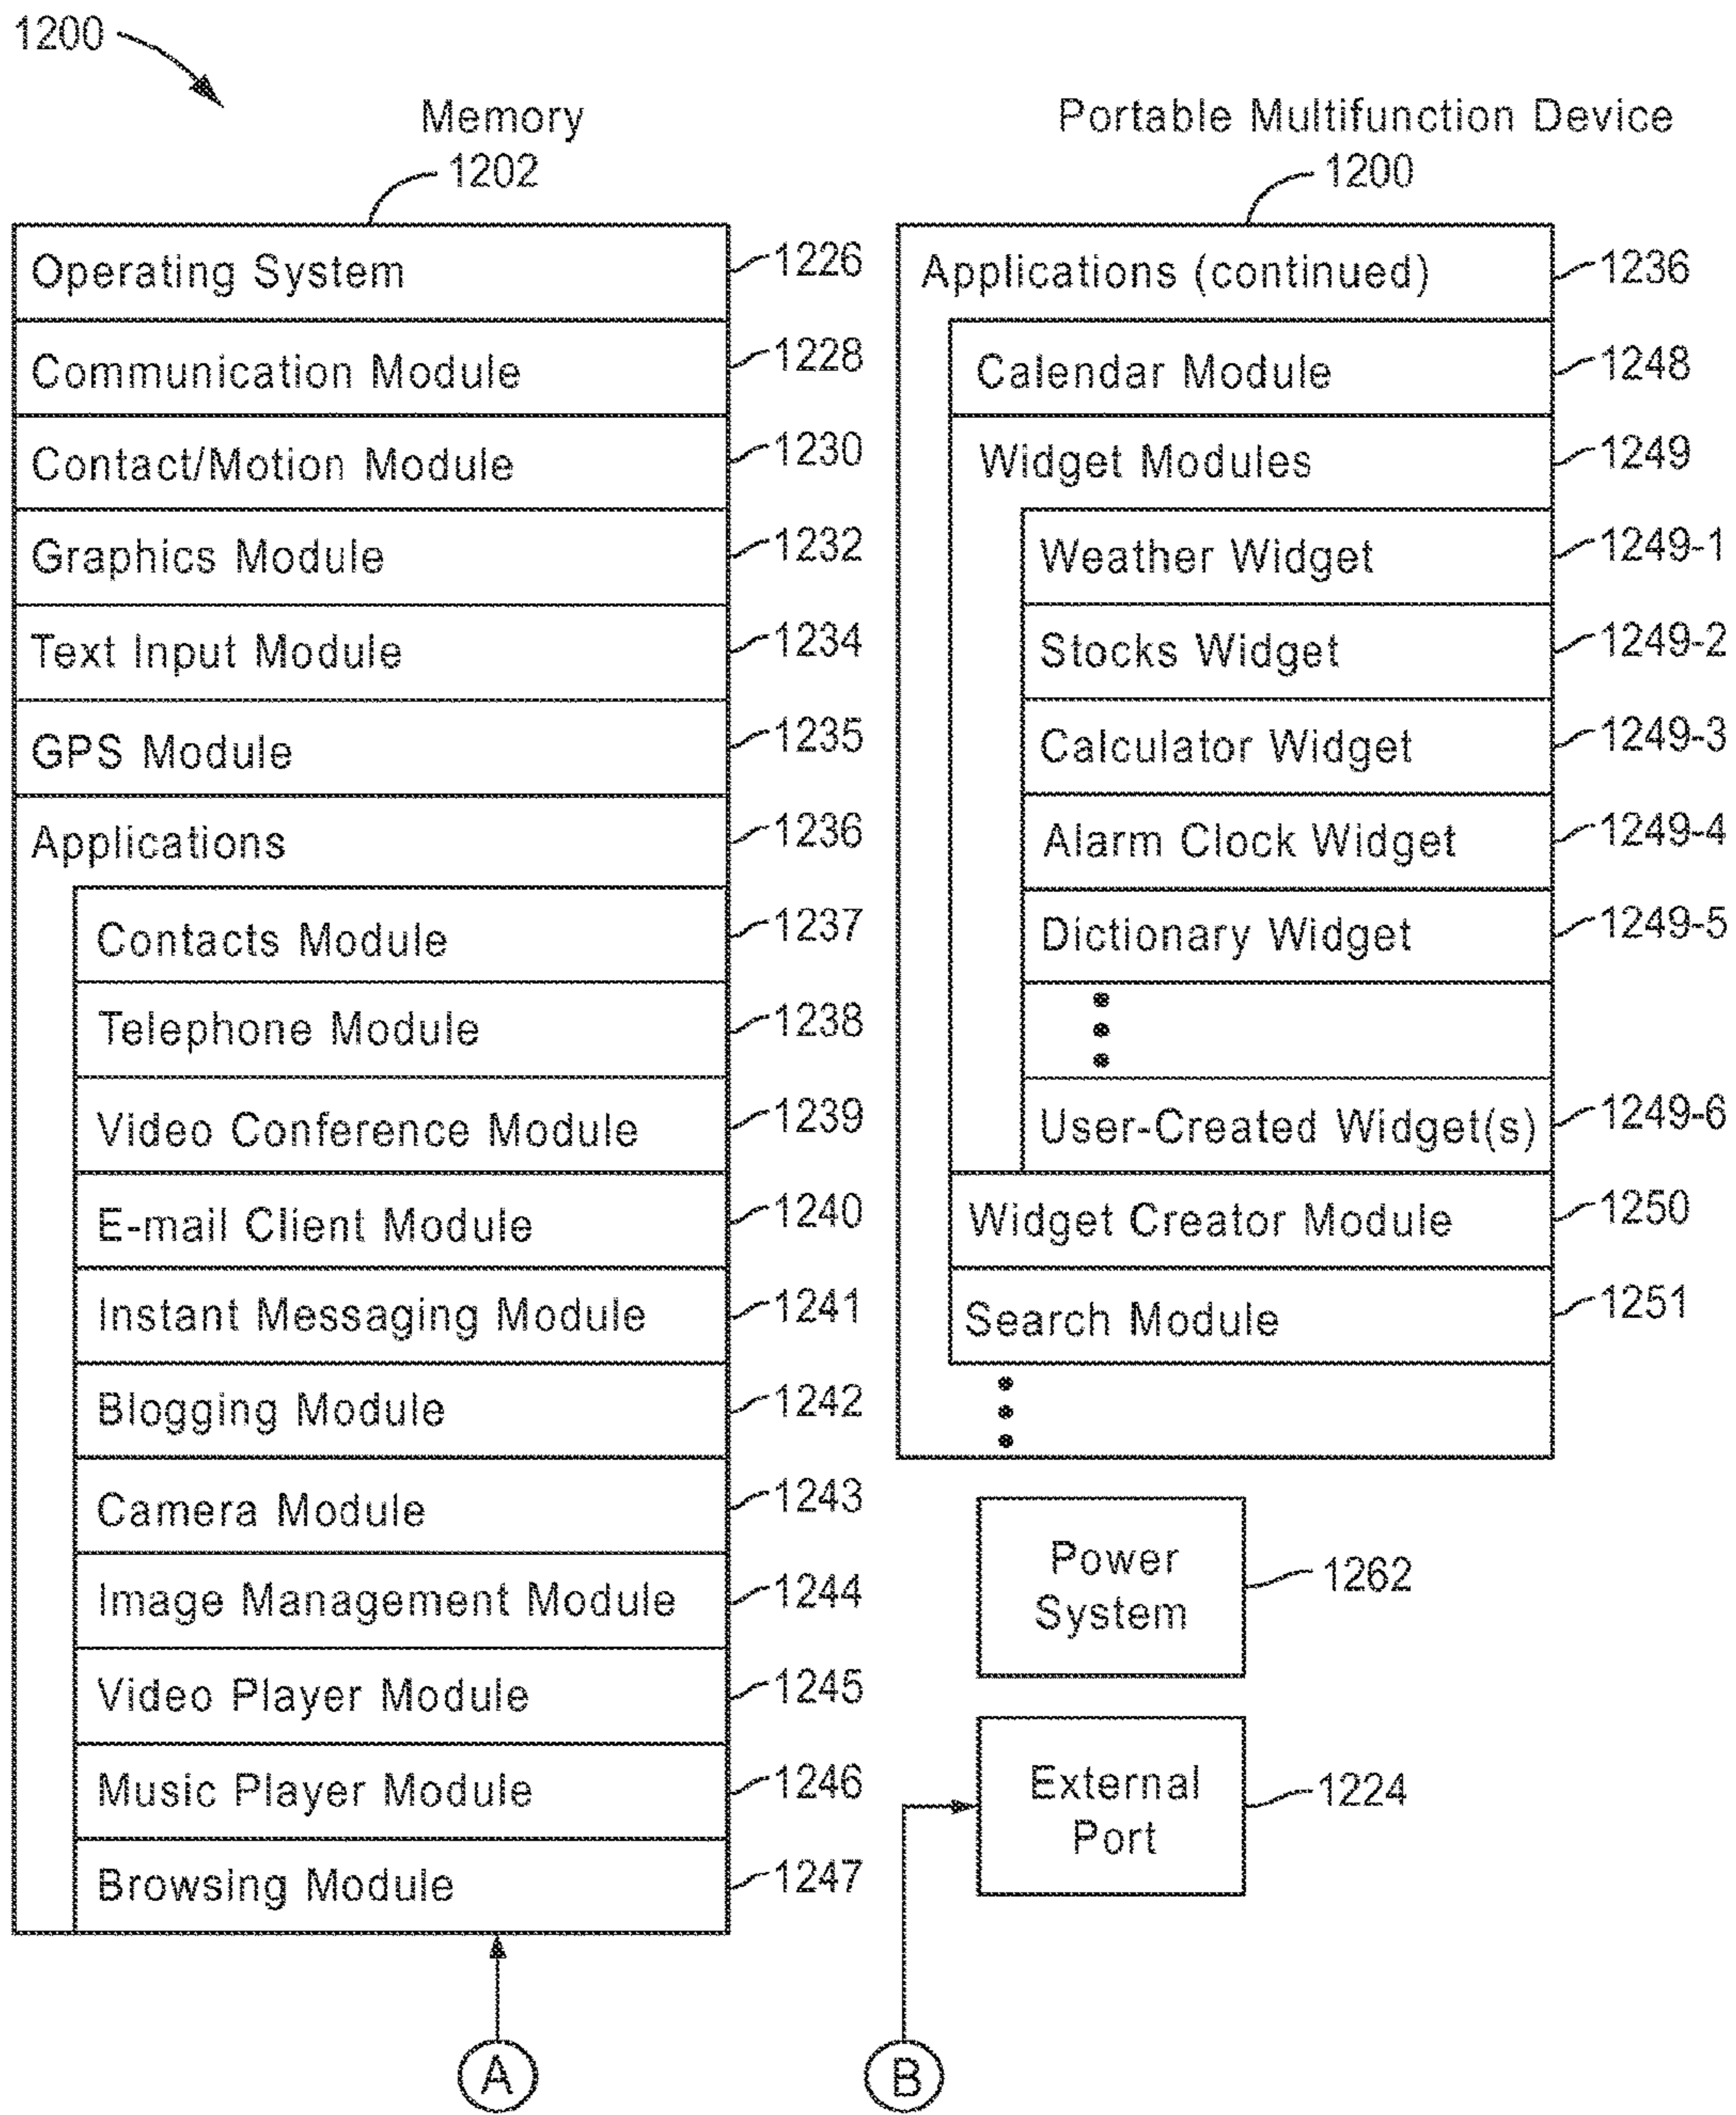 1200
Memory
1202
Operating System 1226
Communication Module 1228
Contact/Motion Module 1230
Graphics Module 1232
Text Input Module 1234
GPS Module 1235
Applications 1236
Contacts Module 1237
Telephone Module 1238
Video Conference Module 1239
E-mail Client Module 1240
Instant Messaging Module 1241
Blogging Module 1242
Camera Module 1243
Image Management Module 1244
Video Player Module 1245
Music Player Module 1246
Browsing Module 1247
A
Portable Multifunction Device
1200
Applications (continued) 1236
Calendar Module 1248
Widget Modules 1249
Weather Widget 1249-1
Stocks Widget 1249-2
Calculator Widget 1249-3
Alarm Clock Widget 1249-4
Dictionary Widget 1249-5
User-Created Widget(s) 1249-6
Widget Creator Module 1250
Search Module 1251
Power
System
1262
External
Port
1224
B